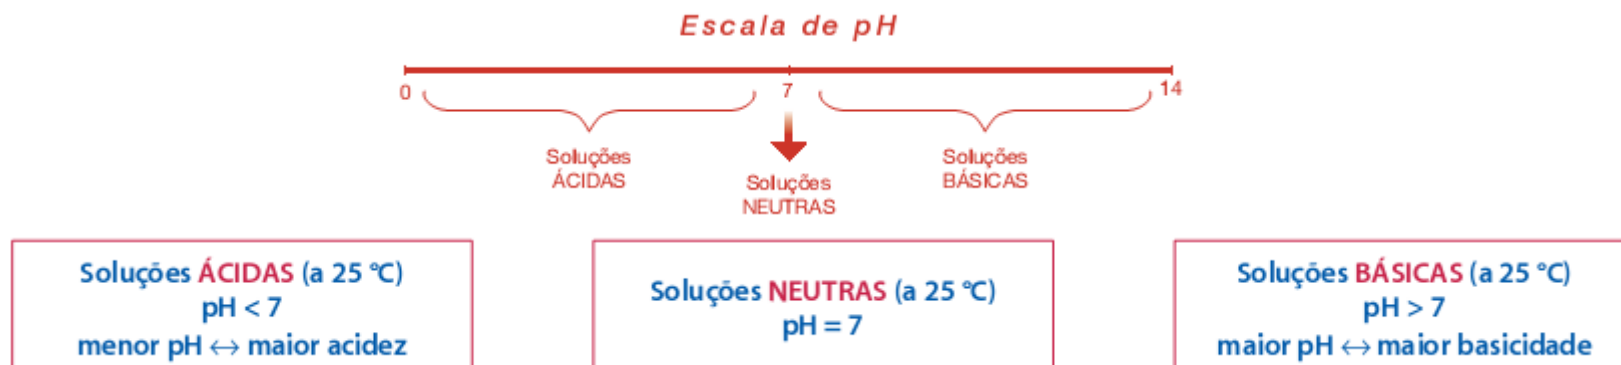 Escala de pH
0 7 14
Soluções
ÁCIDAS
Soluções
NEUTRAS
Soluções
BÁSICAS
Soluções ÁCIDAS (a 25 °C)
pH < 7
menor pH ↔ maior acidez
Soluções NEUTRAS (a 25 °C)
pH = 7
Soluções BÁSICAS (a 25 °C)
pH > 7
maior pH ↔ maior basicidade